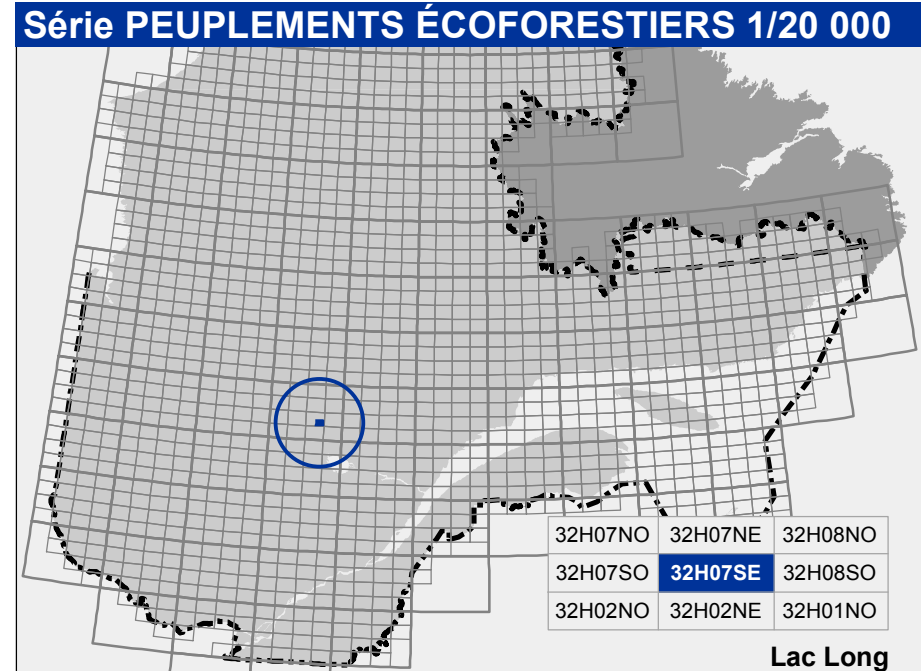 Série PEUPLEMENTS ÉCOFORESTIERS 1/20 000
32H07NO 32H07NE 32H08NO
32H07SO 32H07SE 32H08SO
32H02NO 32H02NE 32H01NO
Lac Long